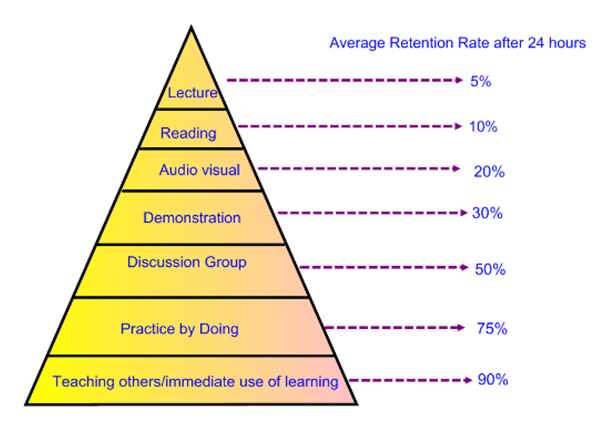 Average Retention Rate after 24 hours
Lecture
5%
Reading
10%
Audio visual
20%
Demonstration
30%
Discussion Group
50%
Practice by Doing
75%
Teaching others/immediate use of learning
90%